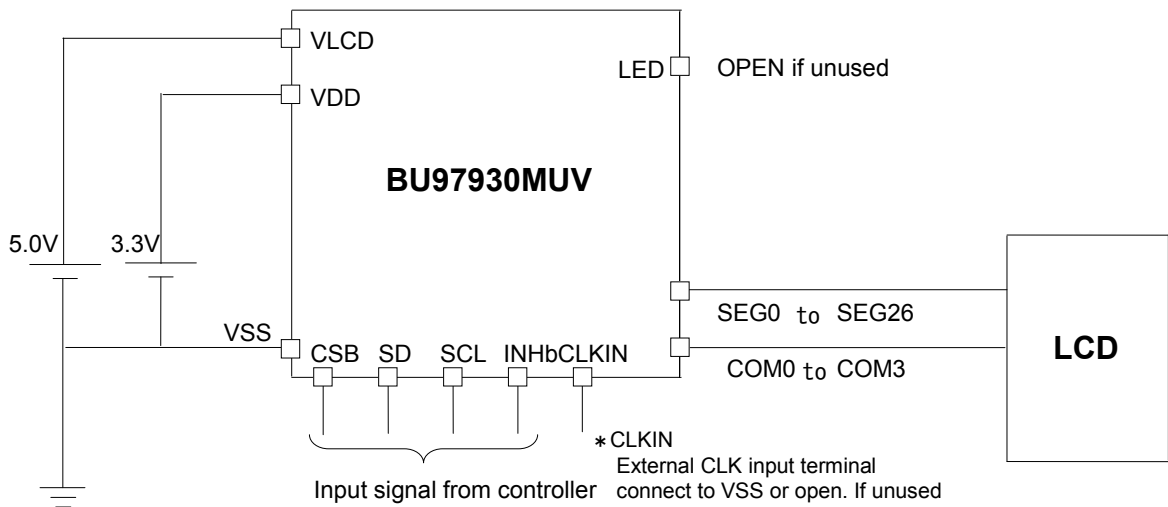 VLCD
LED OPEN if unused
VDD
BU97930MUV
5.0V 3.3V
SEG0 to SEG26
VSS
CSB SD SCL INHbCLKIN
LCD
COM0 to COM3
*CLKIN
External CLK input terminal
Input signal from controller connect to VSS or open. If unused